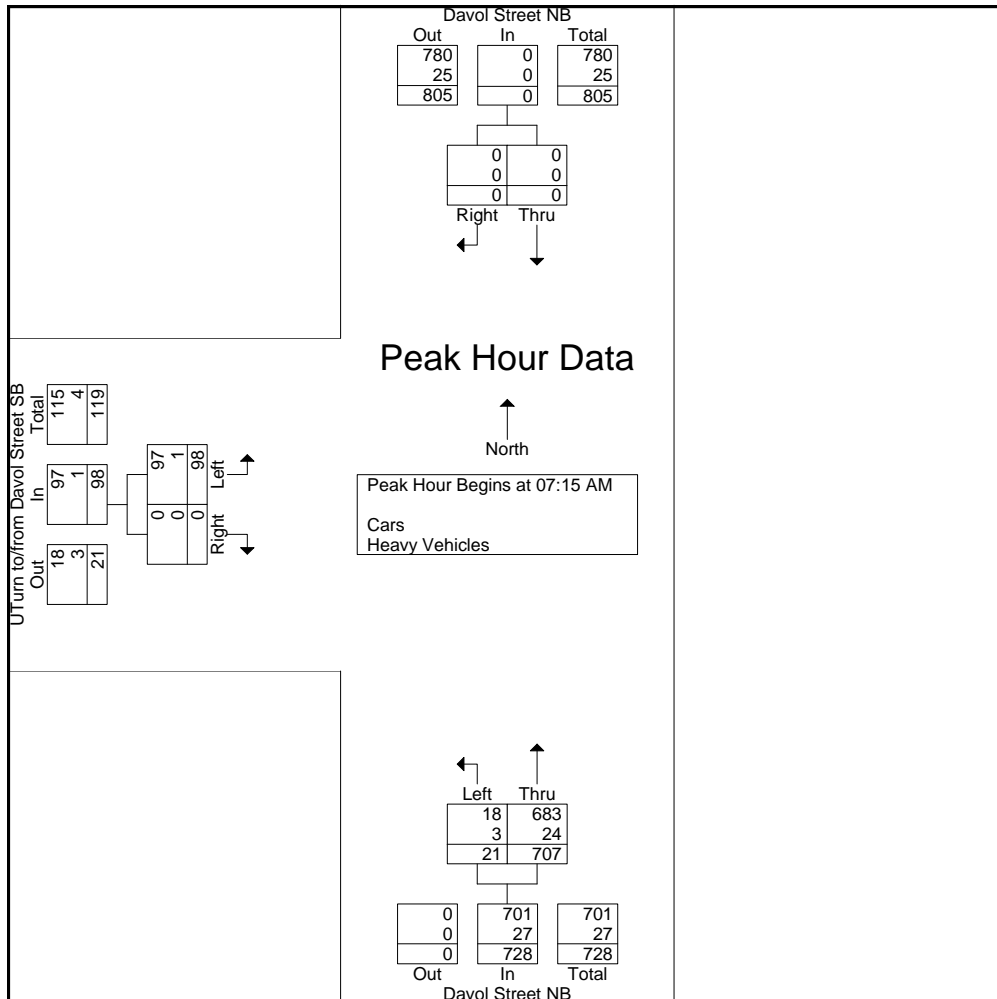 Davol Street NB
Out In Total
780 0 780
25 0 25
805 0 805
0 0
0 0
0 0
Right Thru
Peak Hour Data
North
Peak Hour Begins at 07:15 AM
Cars
Heavy Vehicles
UTurn to/from Davol Street SB
Out In Total
18 97 115
3 1 4
21 98 119
0 97
0 1
0 98
Right Left
Left Thru
18 683
3 24
21 707
0 701 701
0 27 27
0 728 728
Out In Total
Davol Street NB